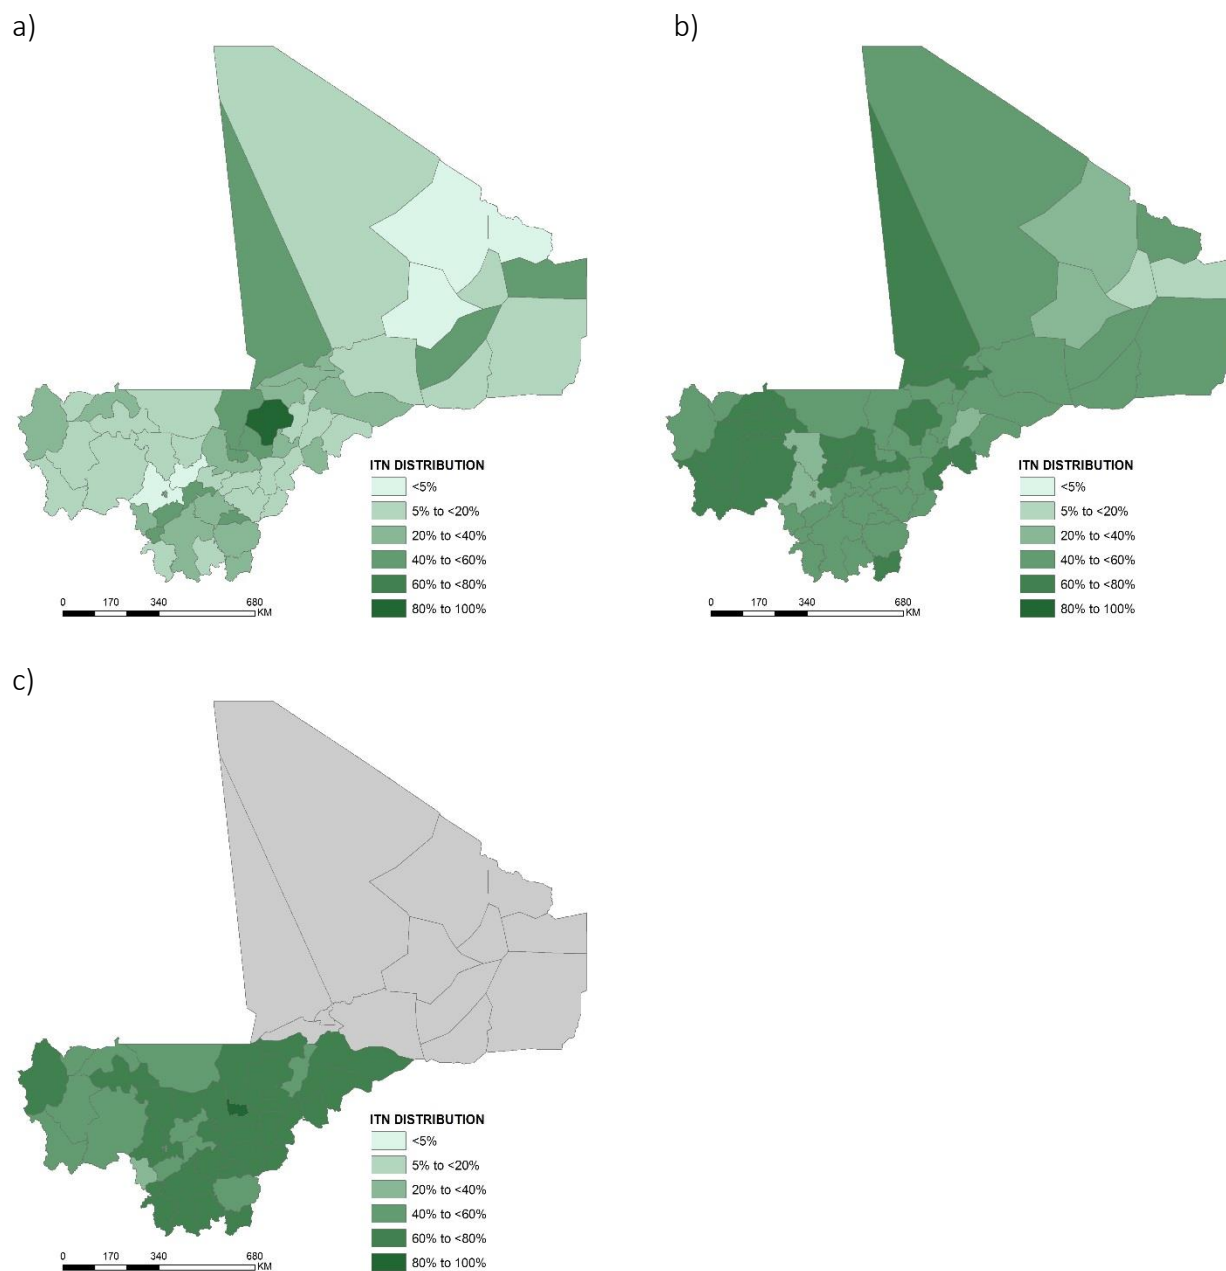 a)
b)
ITN DISTRIBUTION
<5%
5% to <20%
20% to <40%
40% to <60%
60% to <80%
80% to 100%
0 170 340 680
KM
ITN DISTRIBUTION
<5%
5% to <20%
20% to <40%
40% to <60%
60% to <80%
80% to 100%
0 170 340 680
KM
c)
ITN DISTRIBUTION
<5%
5% to <20%
20% to <40%
40% to <60%
60% to <80%
80% to 100%
0 170 340 680
KM